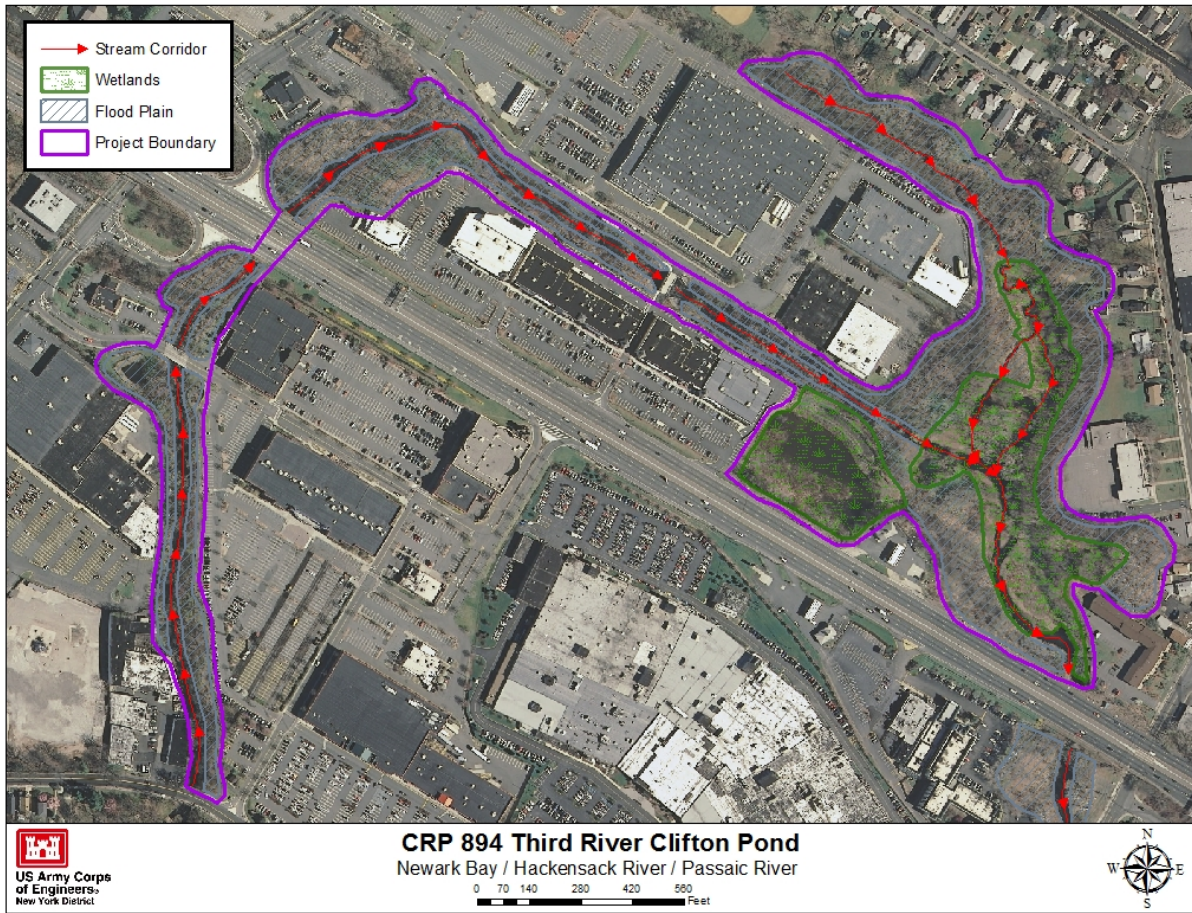 Stream Corridor
Wetlands
Flood Plain
Project Boundary
US Army Corps
of Engineers®
New York District
CRP 894 Third River Clifton Pond
Newark Bay / Hackensack River / Passaic River
0 70 140 280 420 560
Feet
N
W E
S